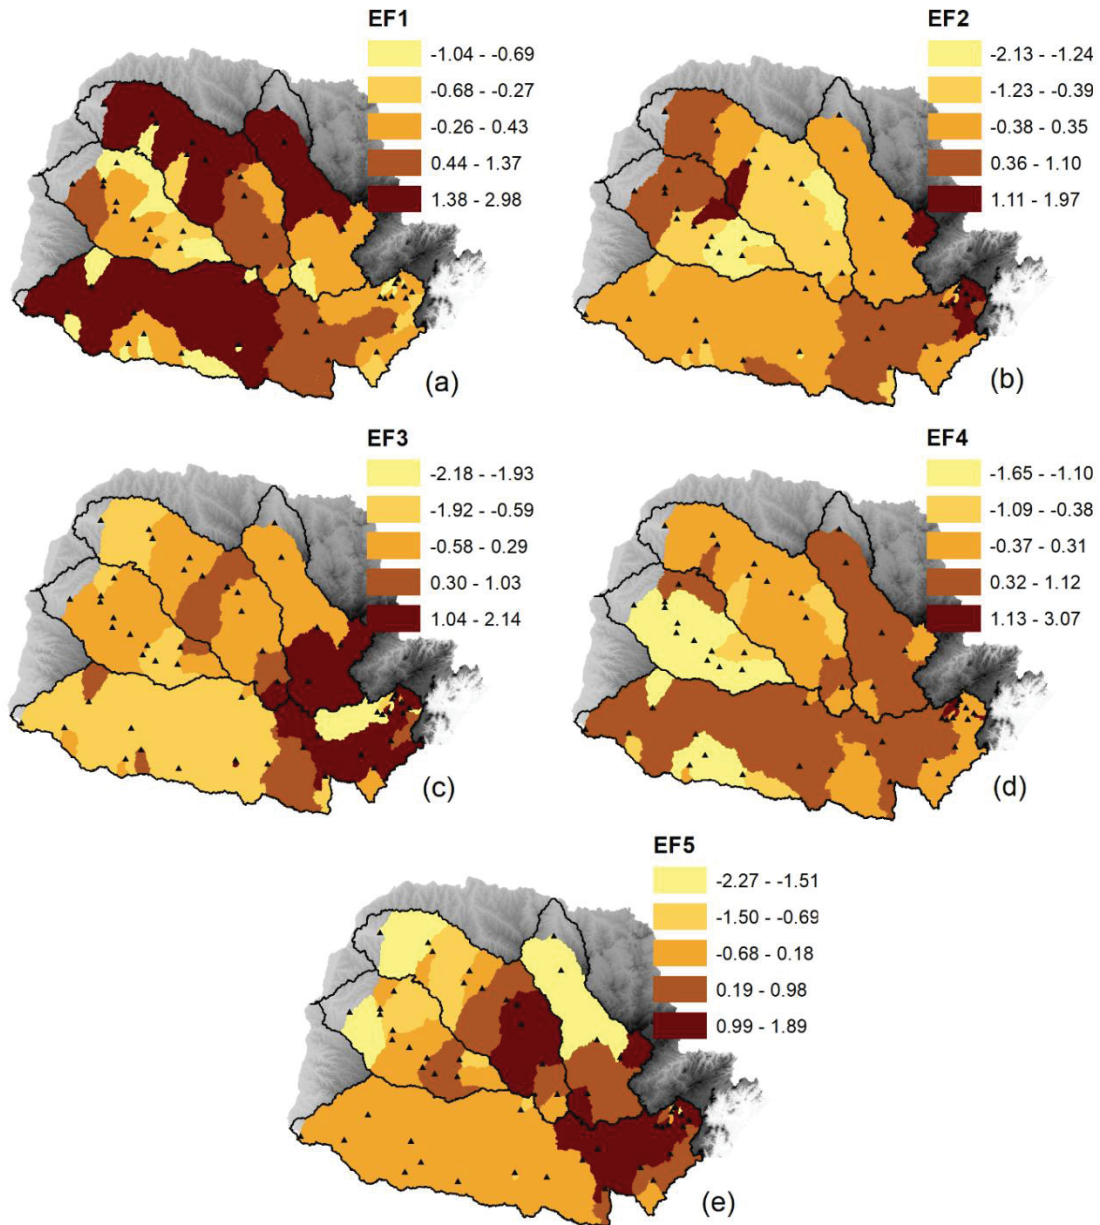 EF1
-1.04 - -0.69
-0.68 - -0.27
-0.26 - 0.43
0.44 - 1.37
1.38 - 2.98
(a)
EF2
-2.13 - -1.24
-1.23 - -0.39
-0.38 - 0.35
0.36 - 1.10
1.11 - 1.97
(b)
EF3
-2.18 - -1.93
-1.92 - -0.59
-0.58 - 0.29
0.30 - 1.03
1.04 - 2.14
(c)
EF4
-1.65 - -1.10
-1.09 - -0.38
-0.37 - 0.31
0.32 - 1.12
1.13 - 3.07
(d)
EF5
-2.27 - -1.51
-1.50 - -0.69
-0.68 - 0.18
0.19 - 0.98
0.99 - 1.89
(e)